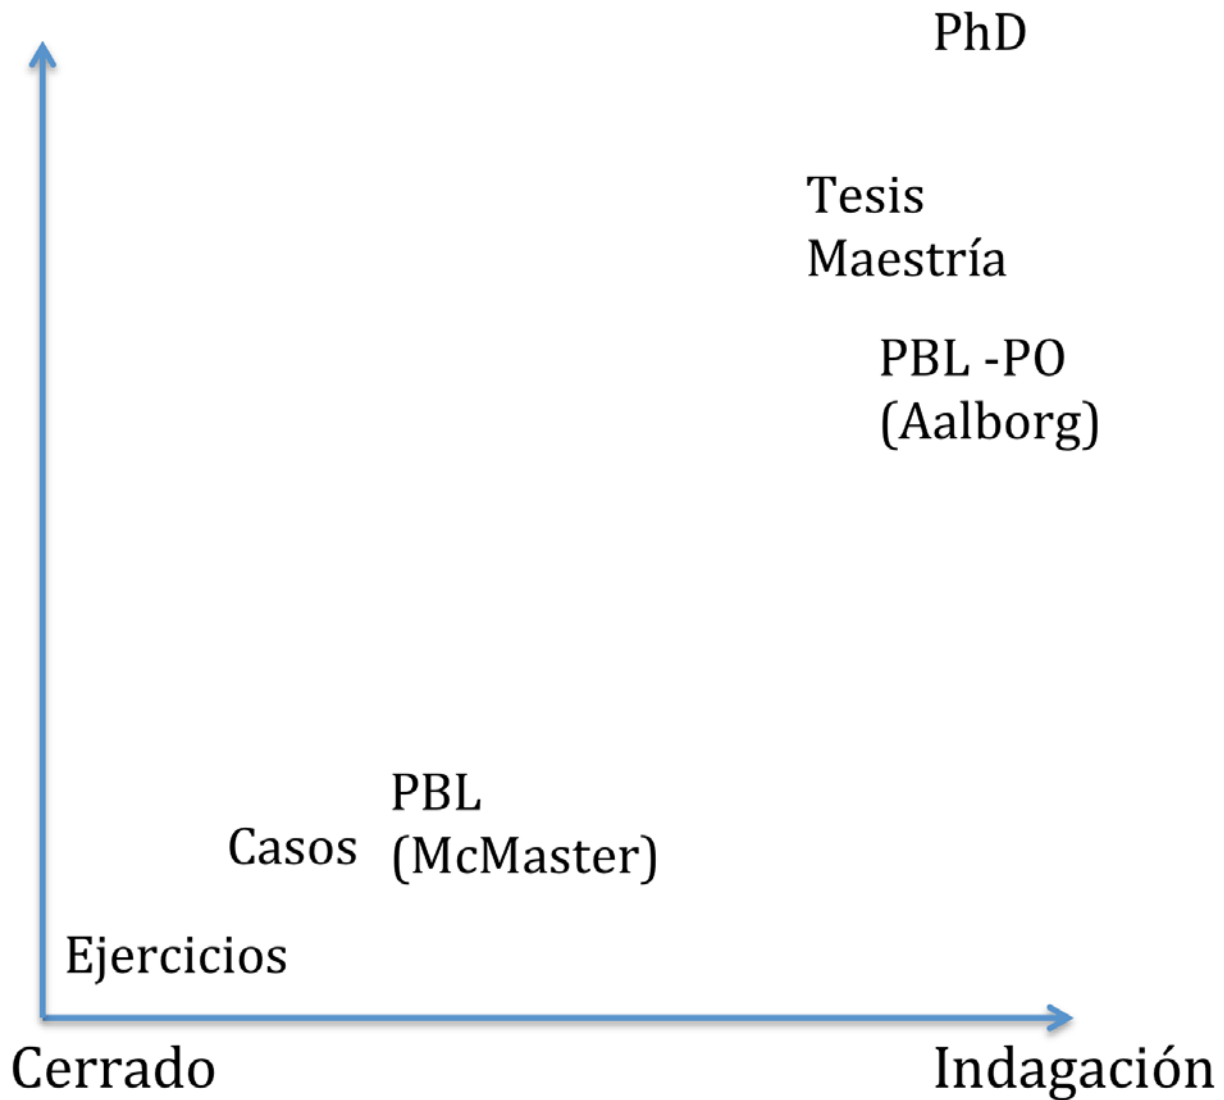 PhD
Tesis
Maestría
PBL -PO
(Aalborg)
PBL
(McMaster)
Casos
Ejercicios
Cerrado
Indagación